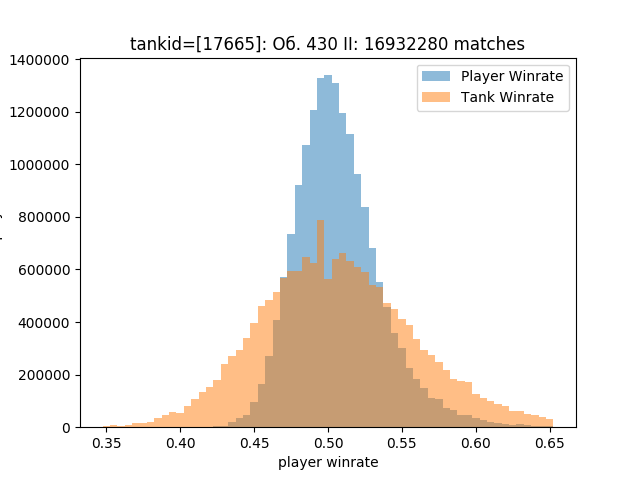 tankid=[17665]: Об. 430 II: 16932280 matches
1400000
1200000
1000000
800000
600000
400000
200000
0
Player Winrate
Tank Winrate
0.35 0.40 0.45 0.50 0.55 0.60 0.65
player winrate